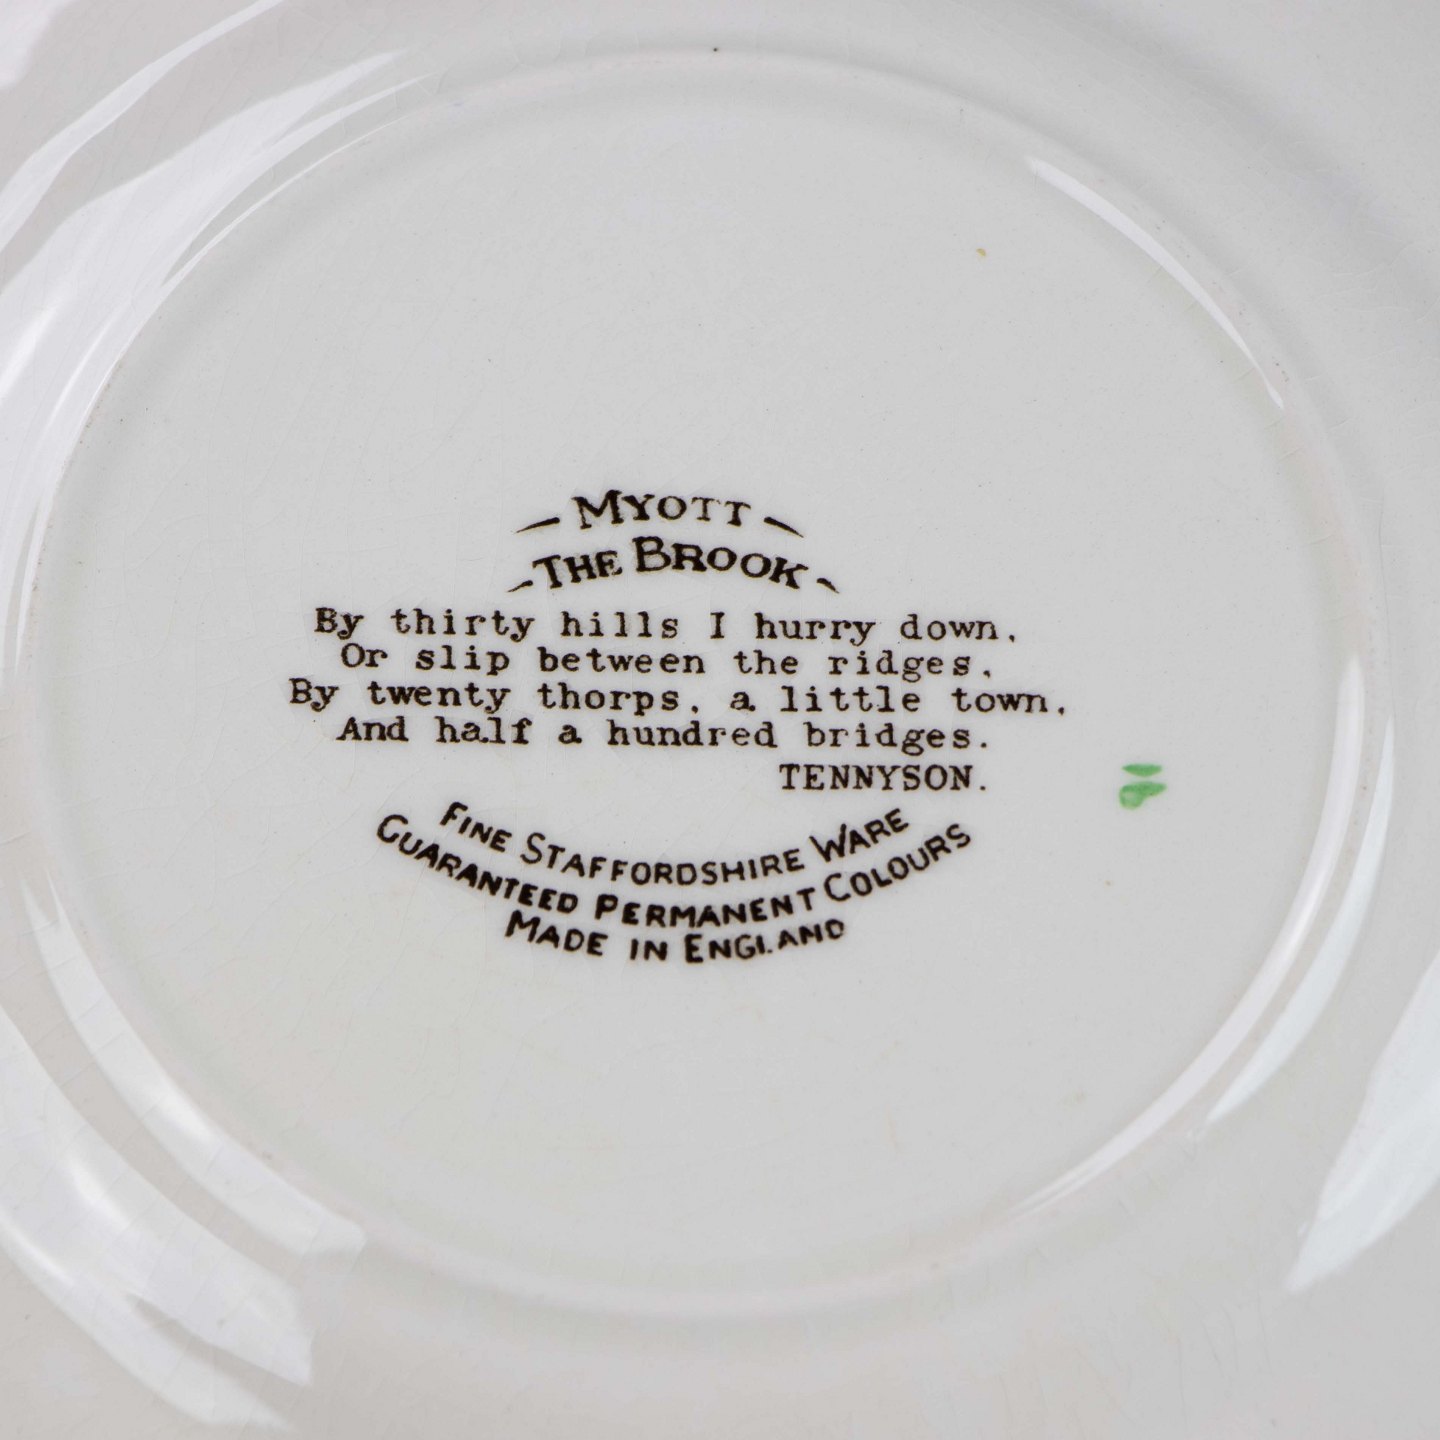 MYOTT
THE BROOK
By thirty hills I hurry down,
Or slip between the ridges,
By twenty thorps, a little town,
And half a hundred bridges.
TENNYSON.
FINE STAFFORDSHIRE WARE
GUARANTEED PERMANENT COLOURS
MADE IN ENGLAND